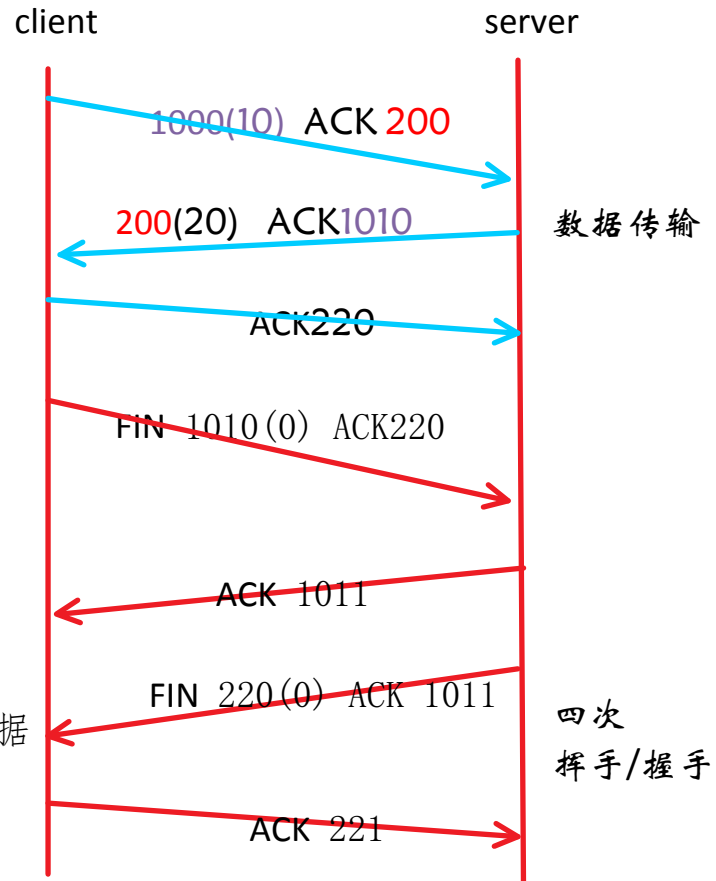 client server
1000(10) ACK 200
200(20) ACK1010
数据传输
ACK220
FIN 1010(0) ACK220
ACK 1011
FIN 220(0) ACK 1011
据
四次
挥手/握手
ACK 221